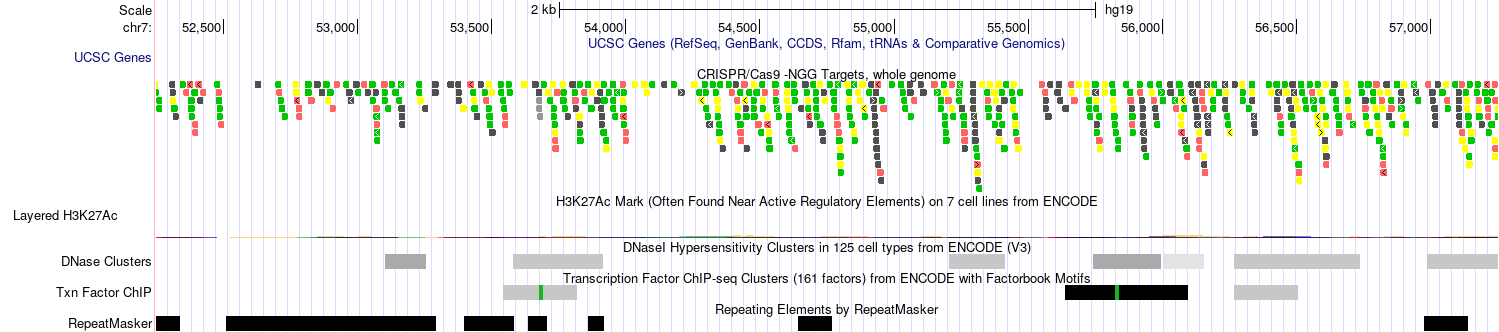 Scale 2 kb hg19
chr7: 52,500 53,000 53,500 54,000 54,500 55,000 55,500 56,000 56,500 57,000
UCSC Genes (RefSeq, GenBank, CCDS, Rfam, tRNAs & Comparative Genomics)
UCSC Genes
CRISPR/Cas9 -NGG Targets, whole genome
H3K27Ac Mark (Often Found Near Active Regulatory Elements) on 7 cell lines from ENCODE
Layered H3K27Ac
DNaseI Hypersensitivity Clusters in 125 cell types from ENCODE (V3)
DNase Clusters
Transcription Factor ChIP-seq Clusters (161 factors) from ENCODE with Factorbook Motifs
Txn Factor ChIP
Repeating Elements by RepeatMasker
RepeatMasker